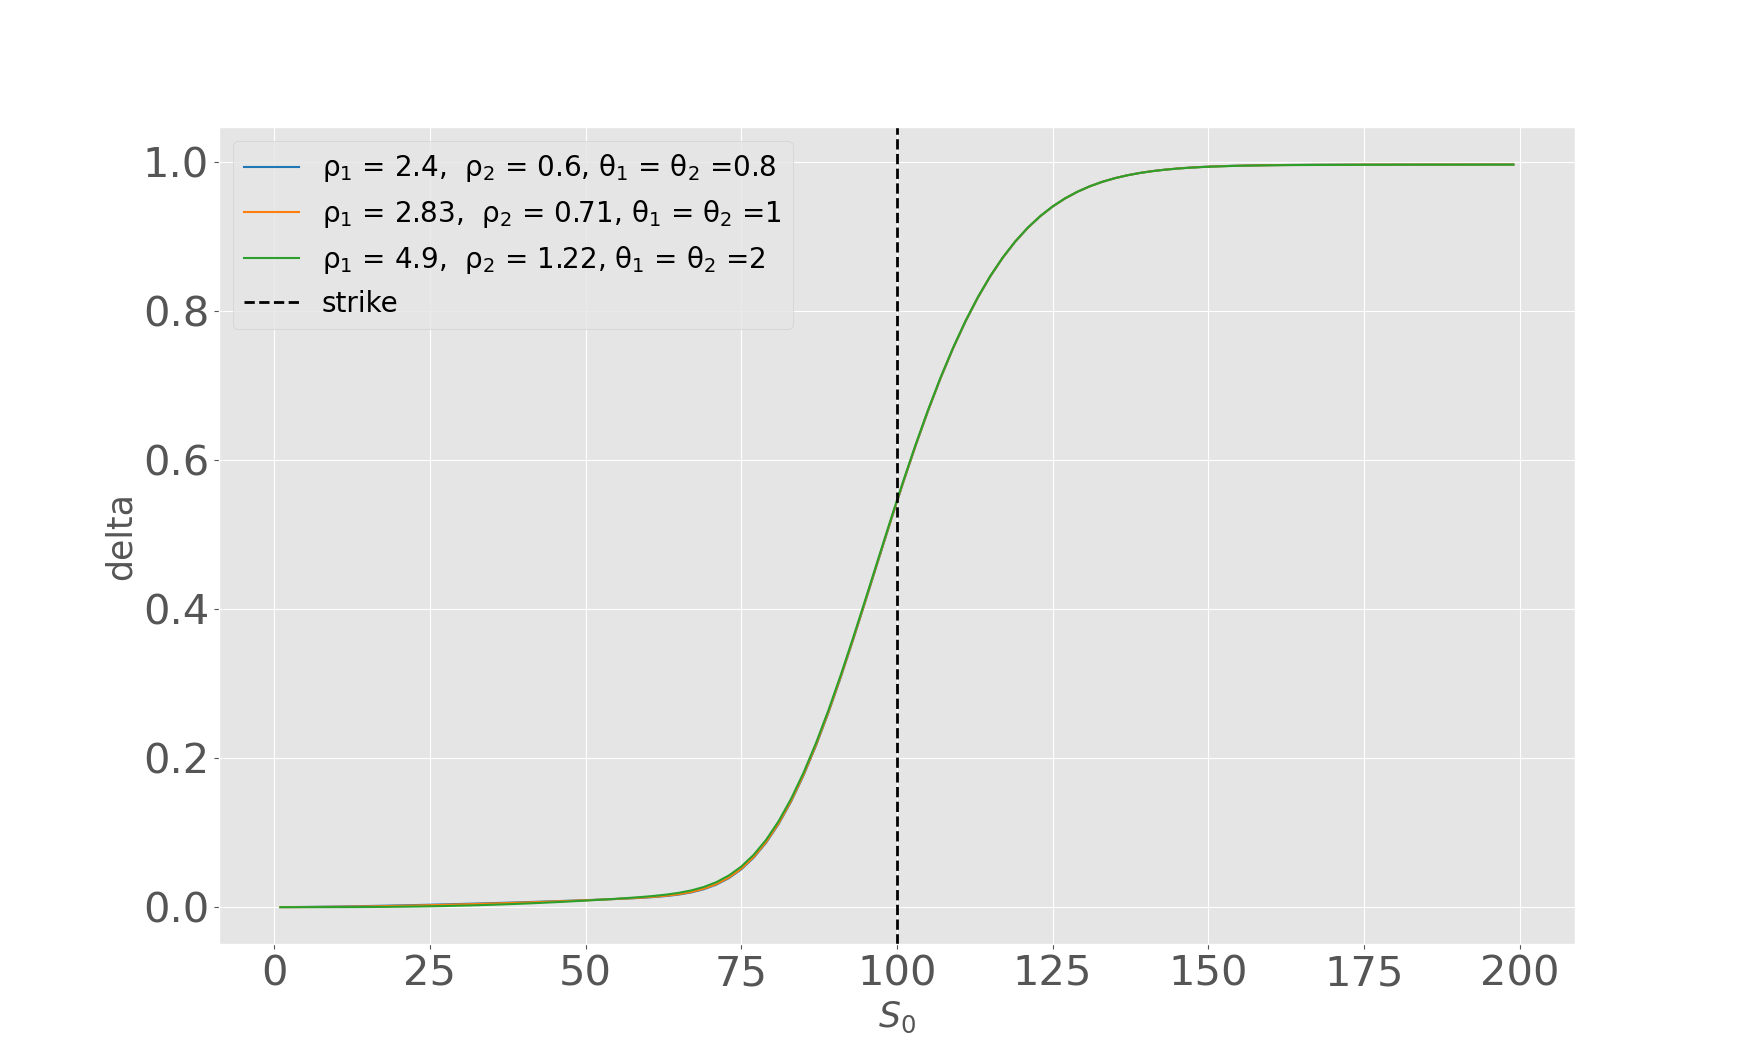 ρ₁ = 2.4, ρ₂ = 0.6, θ₁ = θ₂ =0.8
ρ₁ = 2.83, ρ₂ = 0.71, θ₁ = θ₂ =1
ρ₁ = 4.9, ρ₂ = 1.22, θ₁ = θ₂ =2
strike
1.0
0.8
0.6
0.4
0.2
0.0
delta
0 25 50 75 100 125 150 175 200
S₀